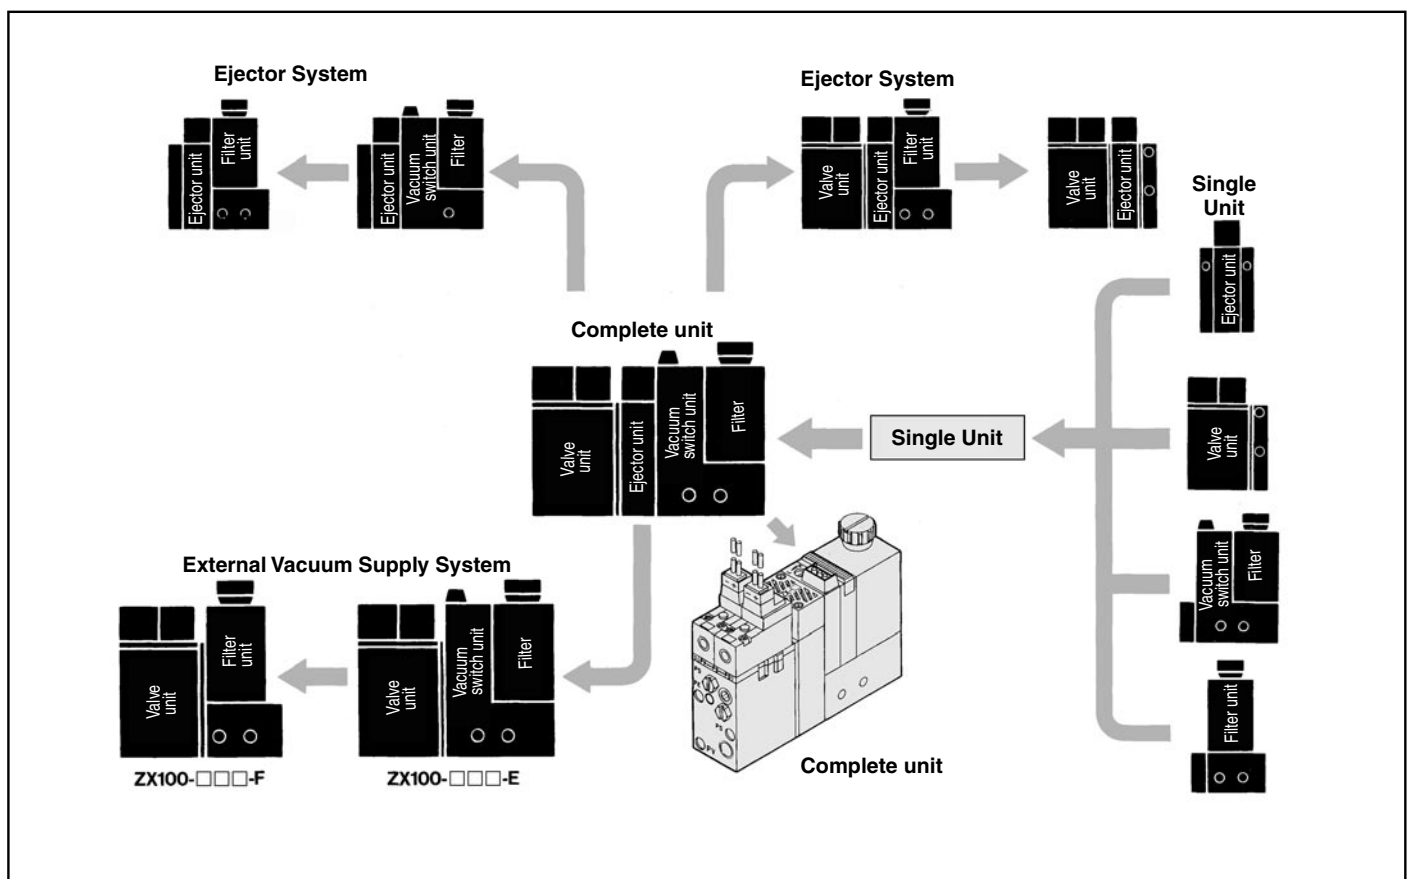 Ejector System
Ejector unit
Filter
unit
Ejector unit
Vacuum
switch unit
Filter
Ejector System
Valve
unit
Ejector unit
Filter
unit
Valve
unit
Ejector unit
Single
Unit
Ejector unit
Complete unit
Valve
unit
Ejector unit
Vacuum
switch unit
Filter
Single Unit
Valve
unit
Vacuum
switch unit
Filter
Filter unit
External Vacuum Supply System
Valve
unit
Filter
unit
ZX100-□□□-F
Valve
unit
Vacuum
switch unit
Filter
ZX100-□□□-E
Complete unit